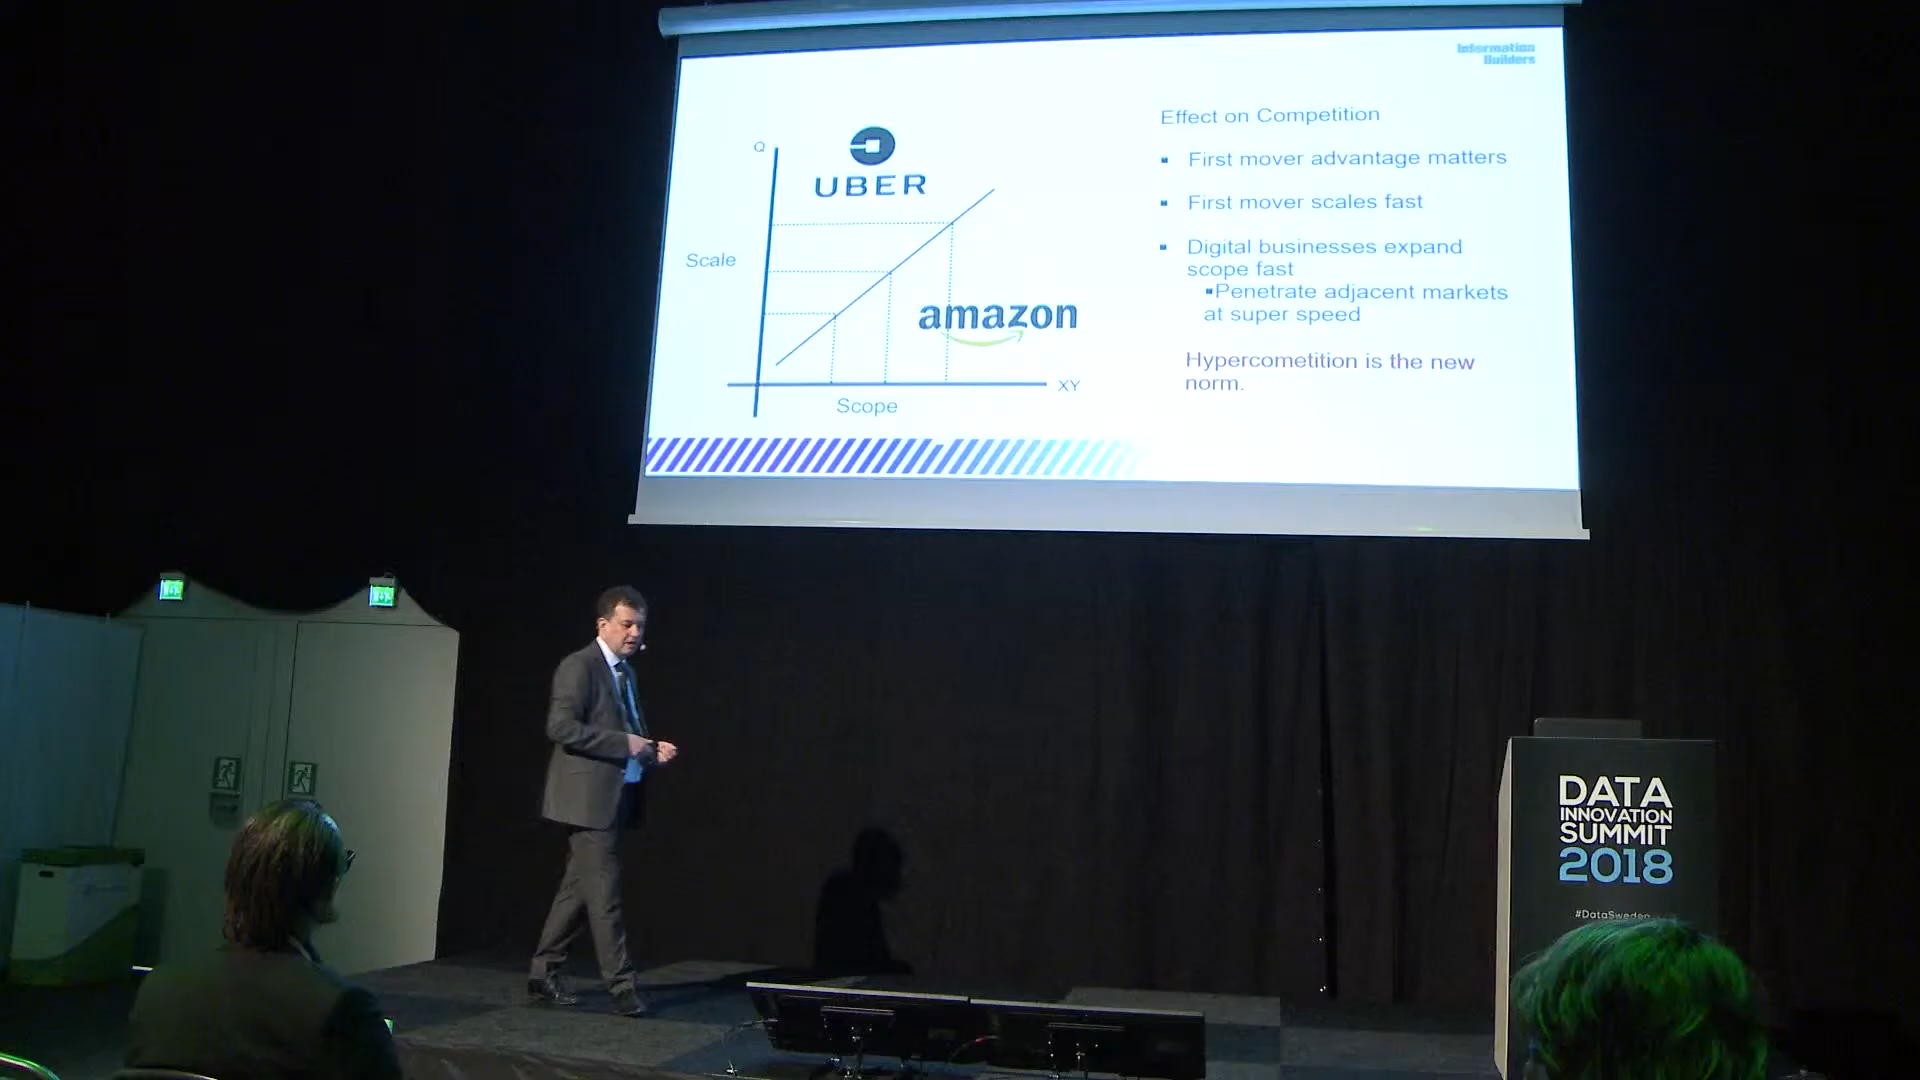 Information
Builders
Effect on Competition
▪ First mover advantage matters
▪ First mover scales fast
▪ Digital businesses expand
scope fast
▪Penetrate adjacent markets
at super speed
Hypercometition is the new
norm.
Q
UBER
Scale
amazon
XY
Scope
DATA
INNOVATION
SUMMIT
2018
#DataSweden